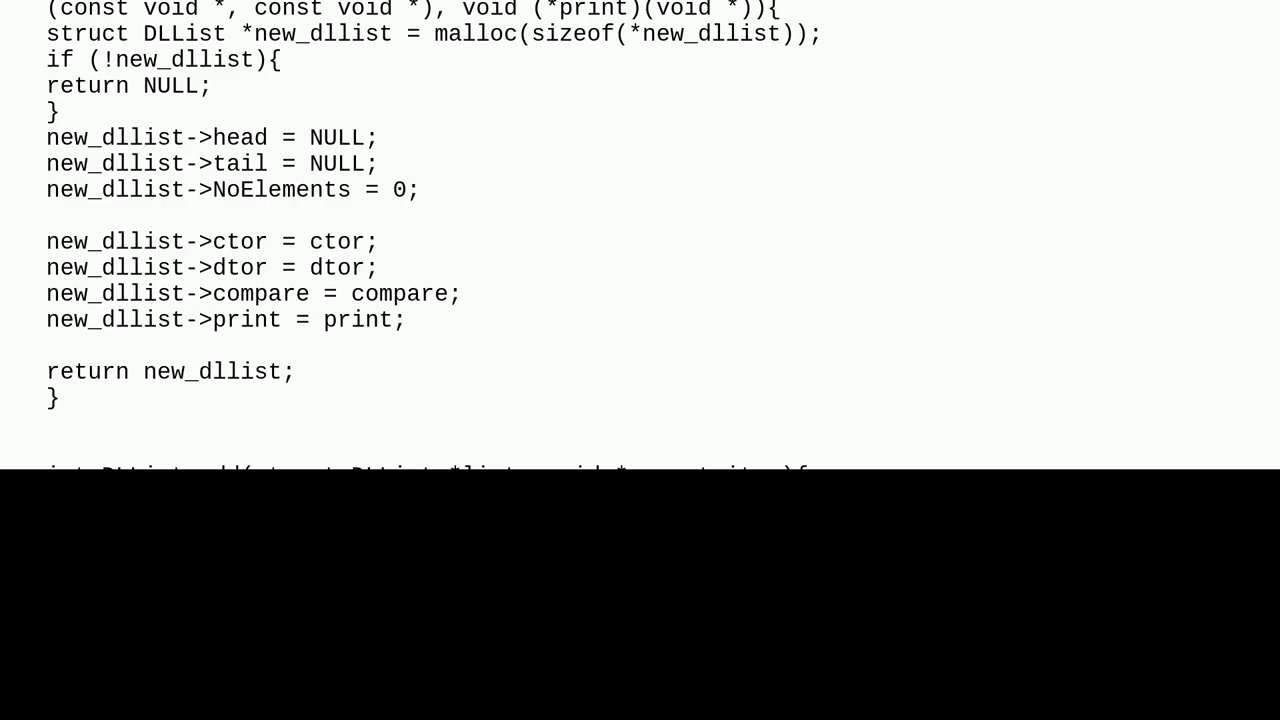 (const void *, const void *), void (*print)(void *)){
struct DLList *new_dllist = malloc(sizeof(*new_dllist));
if (!new_dllist){
return NULL;
}
new_dllist->head = NULL;
new_dllist->tail = NULL;
new_dllist->NoElements = 0;
new_dllist->ctor = ctor;
new_dllist->dtor = dtor;
new_dllist->compare = compare;
new_dllist->print = print;
return new_dllist;
}